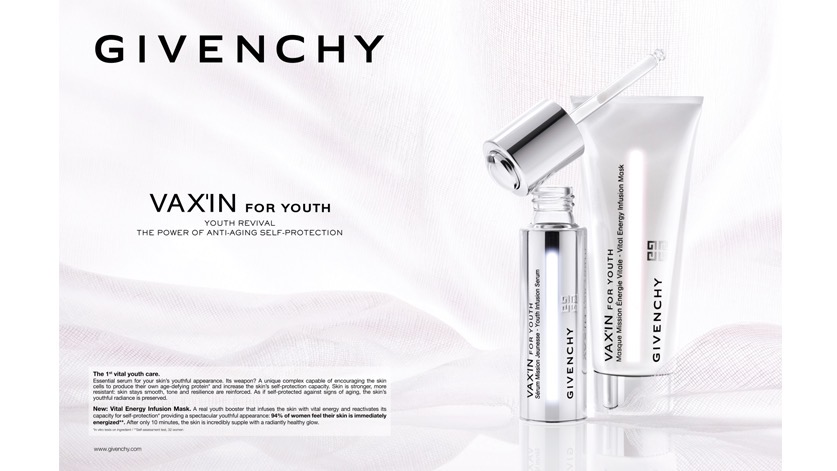 GIVENCHY
VAX'IN FOR YOUTH
YOUTH REVIVAL
THE POWER OF ANTI-AGING SELF-PROTECTION
The 1st vital youth care.
Essential serum for your skin's youthful appearance. Its weapon? A unique complex capable of encouraging the skin
cells to produce their own age-defying protein* and increase the skin's self-protection capacity. Skin is stronger, more
resistant: skin stays smooth, tone and resilience are reinforced. As if self-protected against signs of aging, the skin's
youthful radiance is preserved.
New: Vital Energy Infusion Mask. A real youth booster that infuses the skin with vital energy and reactivates its
capacity for self-protection* providing a spectacular youthful appearance: 94% of women feel their skin is immediately
energized**. After only 10 minutes, the skin is incredibly supple with a radiantly healthy glow.
www.givenchy.com
VAX'IN FOR YOUTH
Sérum Mission Jeunesse - Youth Infusion Serum
GIVENCHY
VAX'IN FOR YOUTH
Masque Mission Energie Vitale - Vital Energy Infusion Mask
GIVENCHY